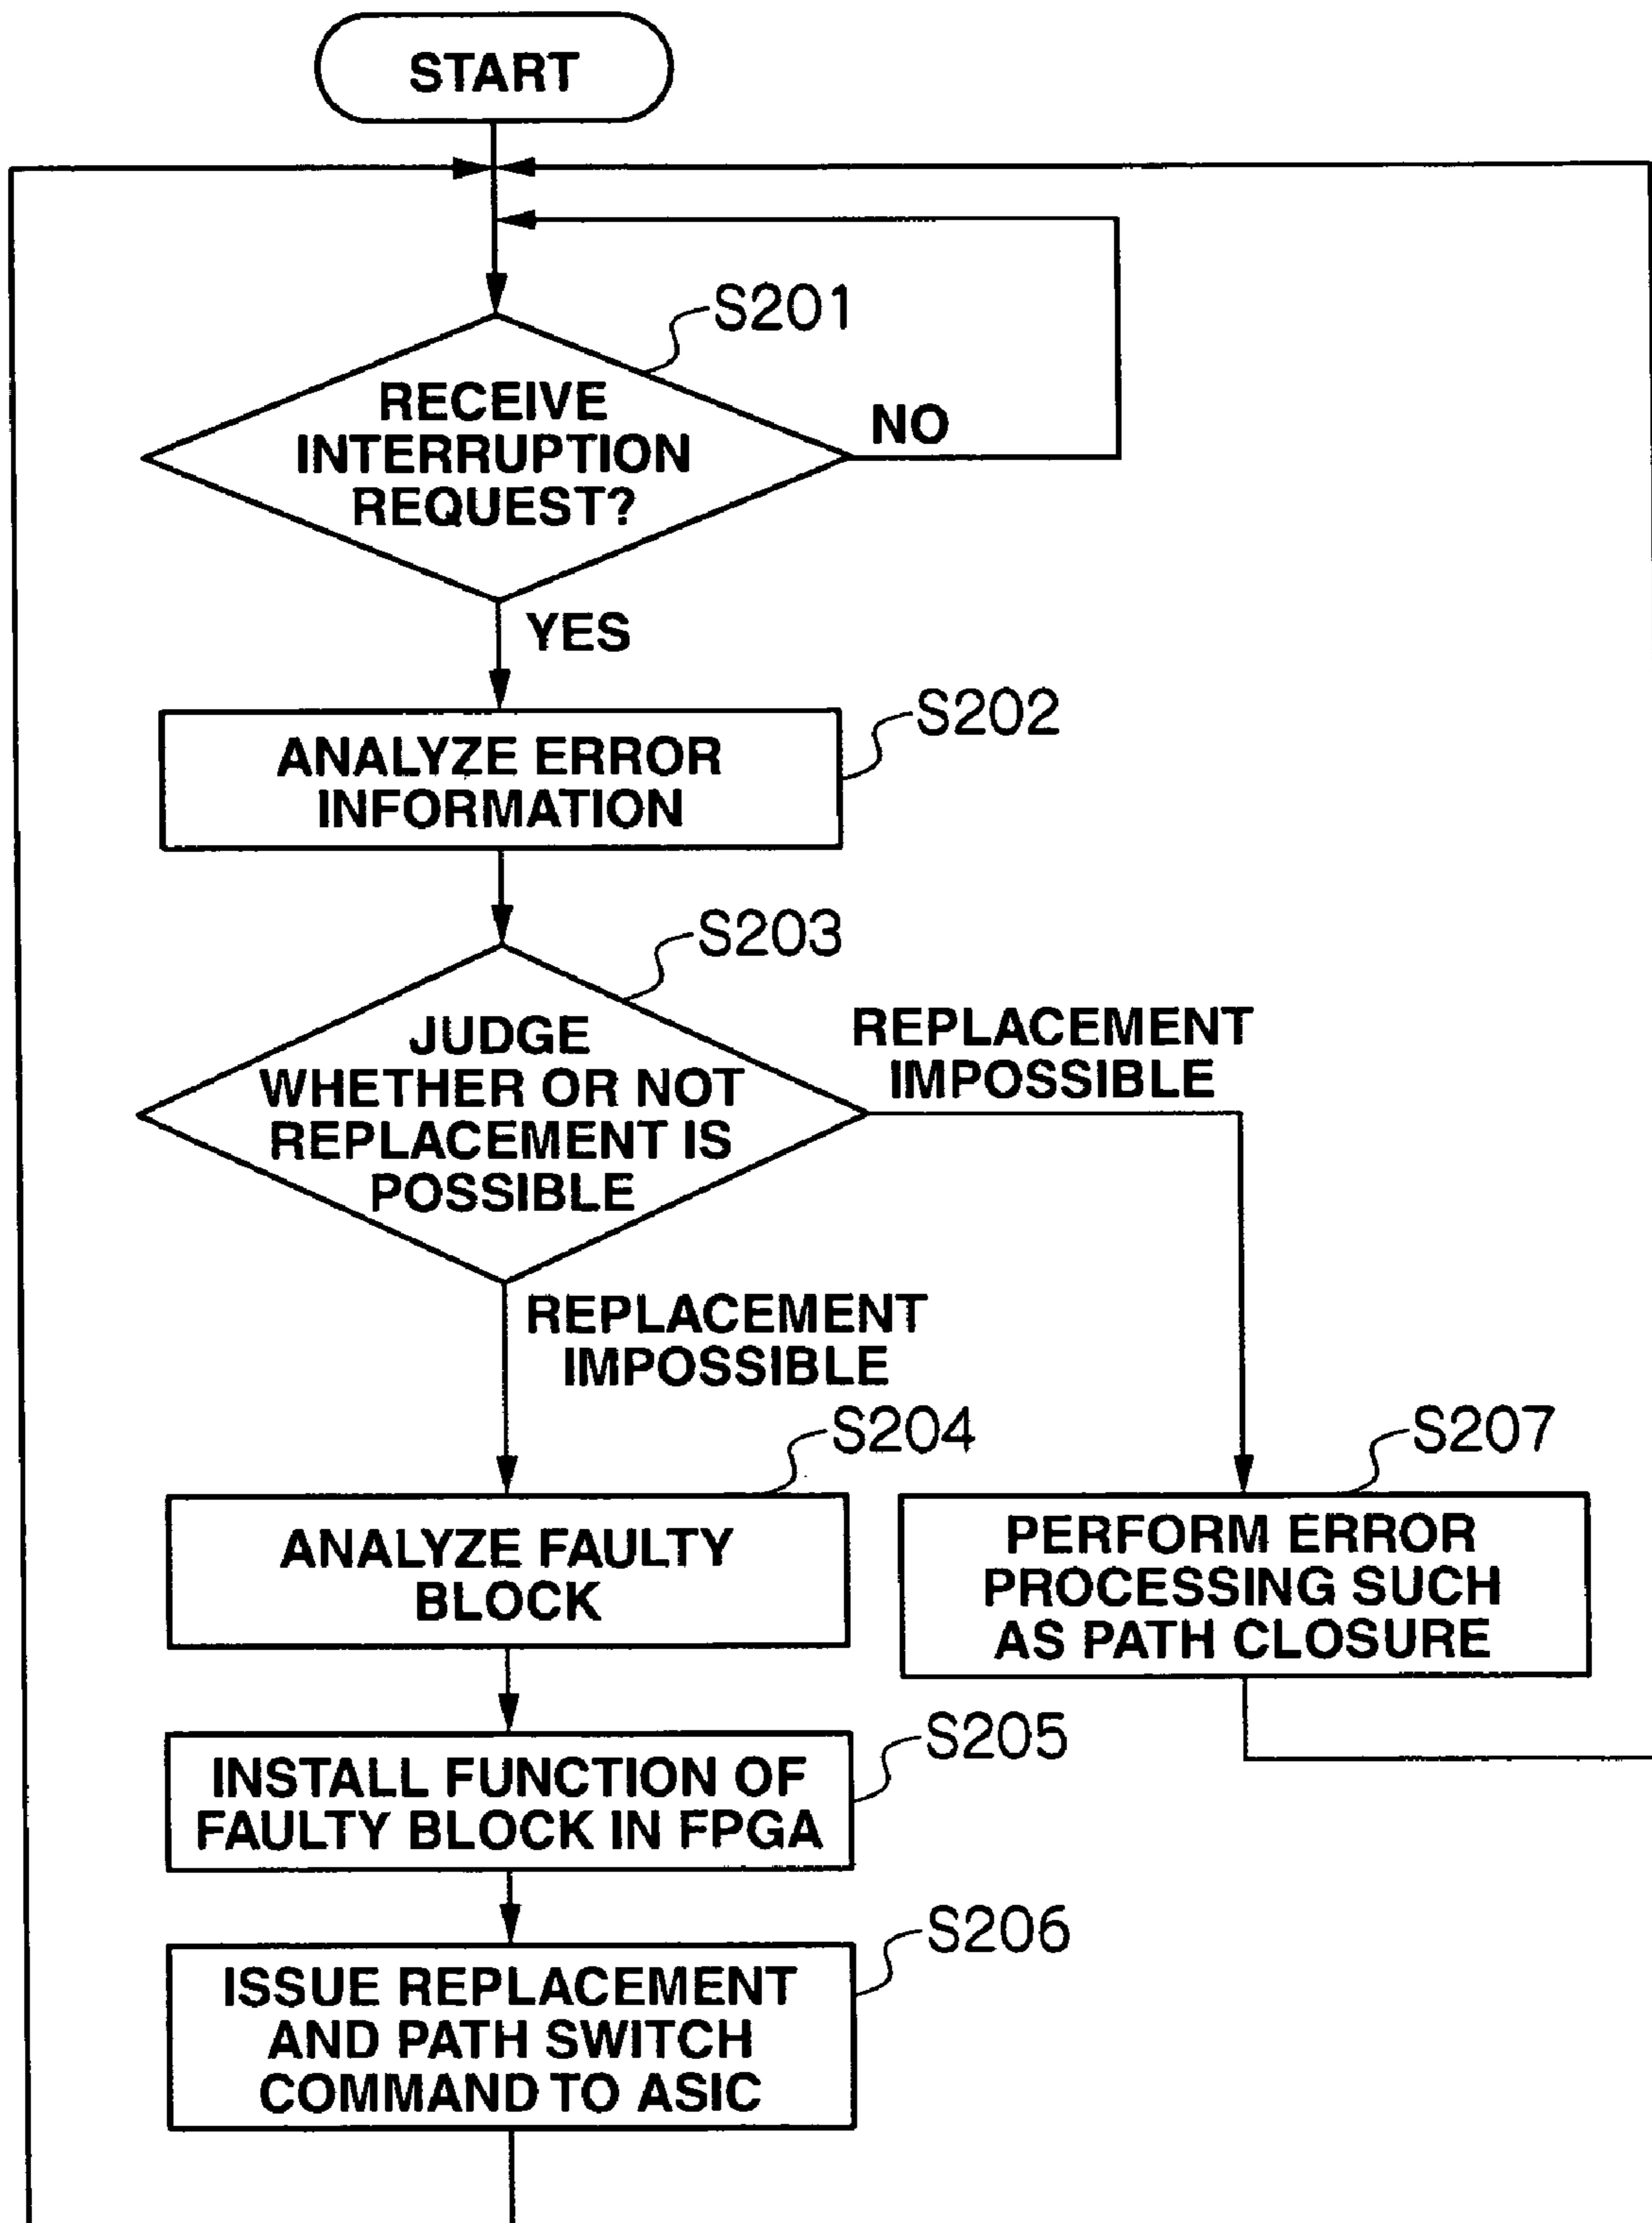 START
S201
RECEIVE
INTERRUPTION
REQUEST?
NO
YES
S202
ANALYZE ERROR
INFORMATION
S203
JUDGE
WHETHER OR NOT
REPLACEMENT IS
POSSIBLE
REPLACEMENT
IMPOSSIBLE
REPLACEMENT
IMPOSSIBLE
S204
ANALYZE FAULTY
BLOCK
S207
PERFORM ERROR
PROCESSING SUCH
AS PATH CLOSURE
S205
INSTALL FUNCTION OF
FAULTY BLOCK IN FPGA
S206
ISSUE REPLACEMENT
AND PATH SWITCH
COMMAND TO ASIC